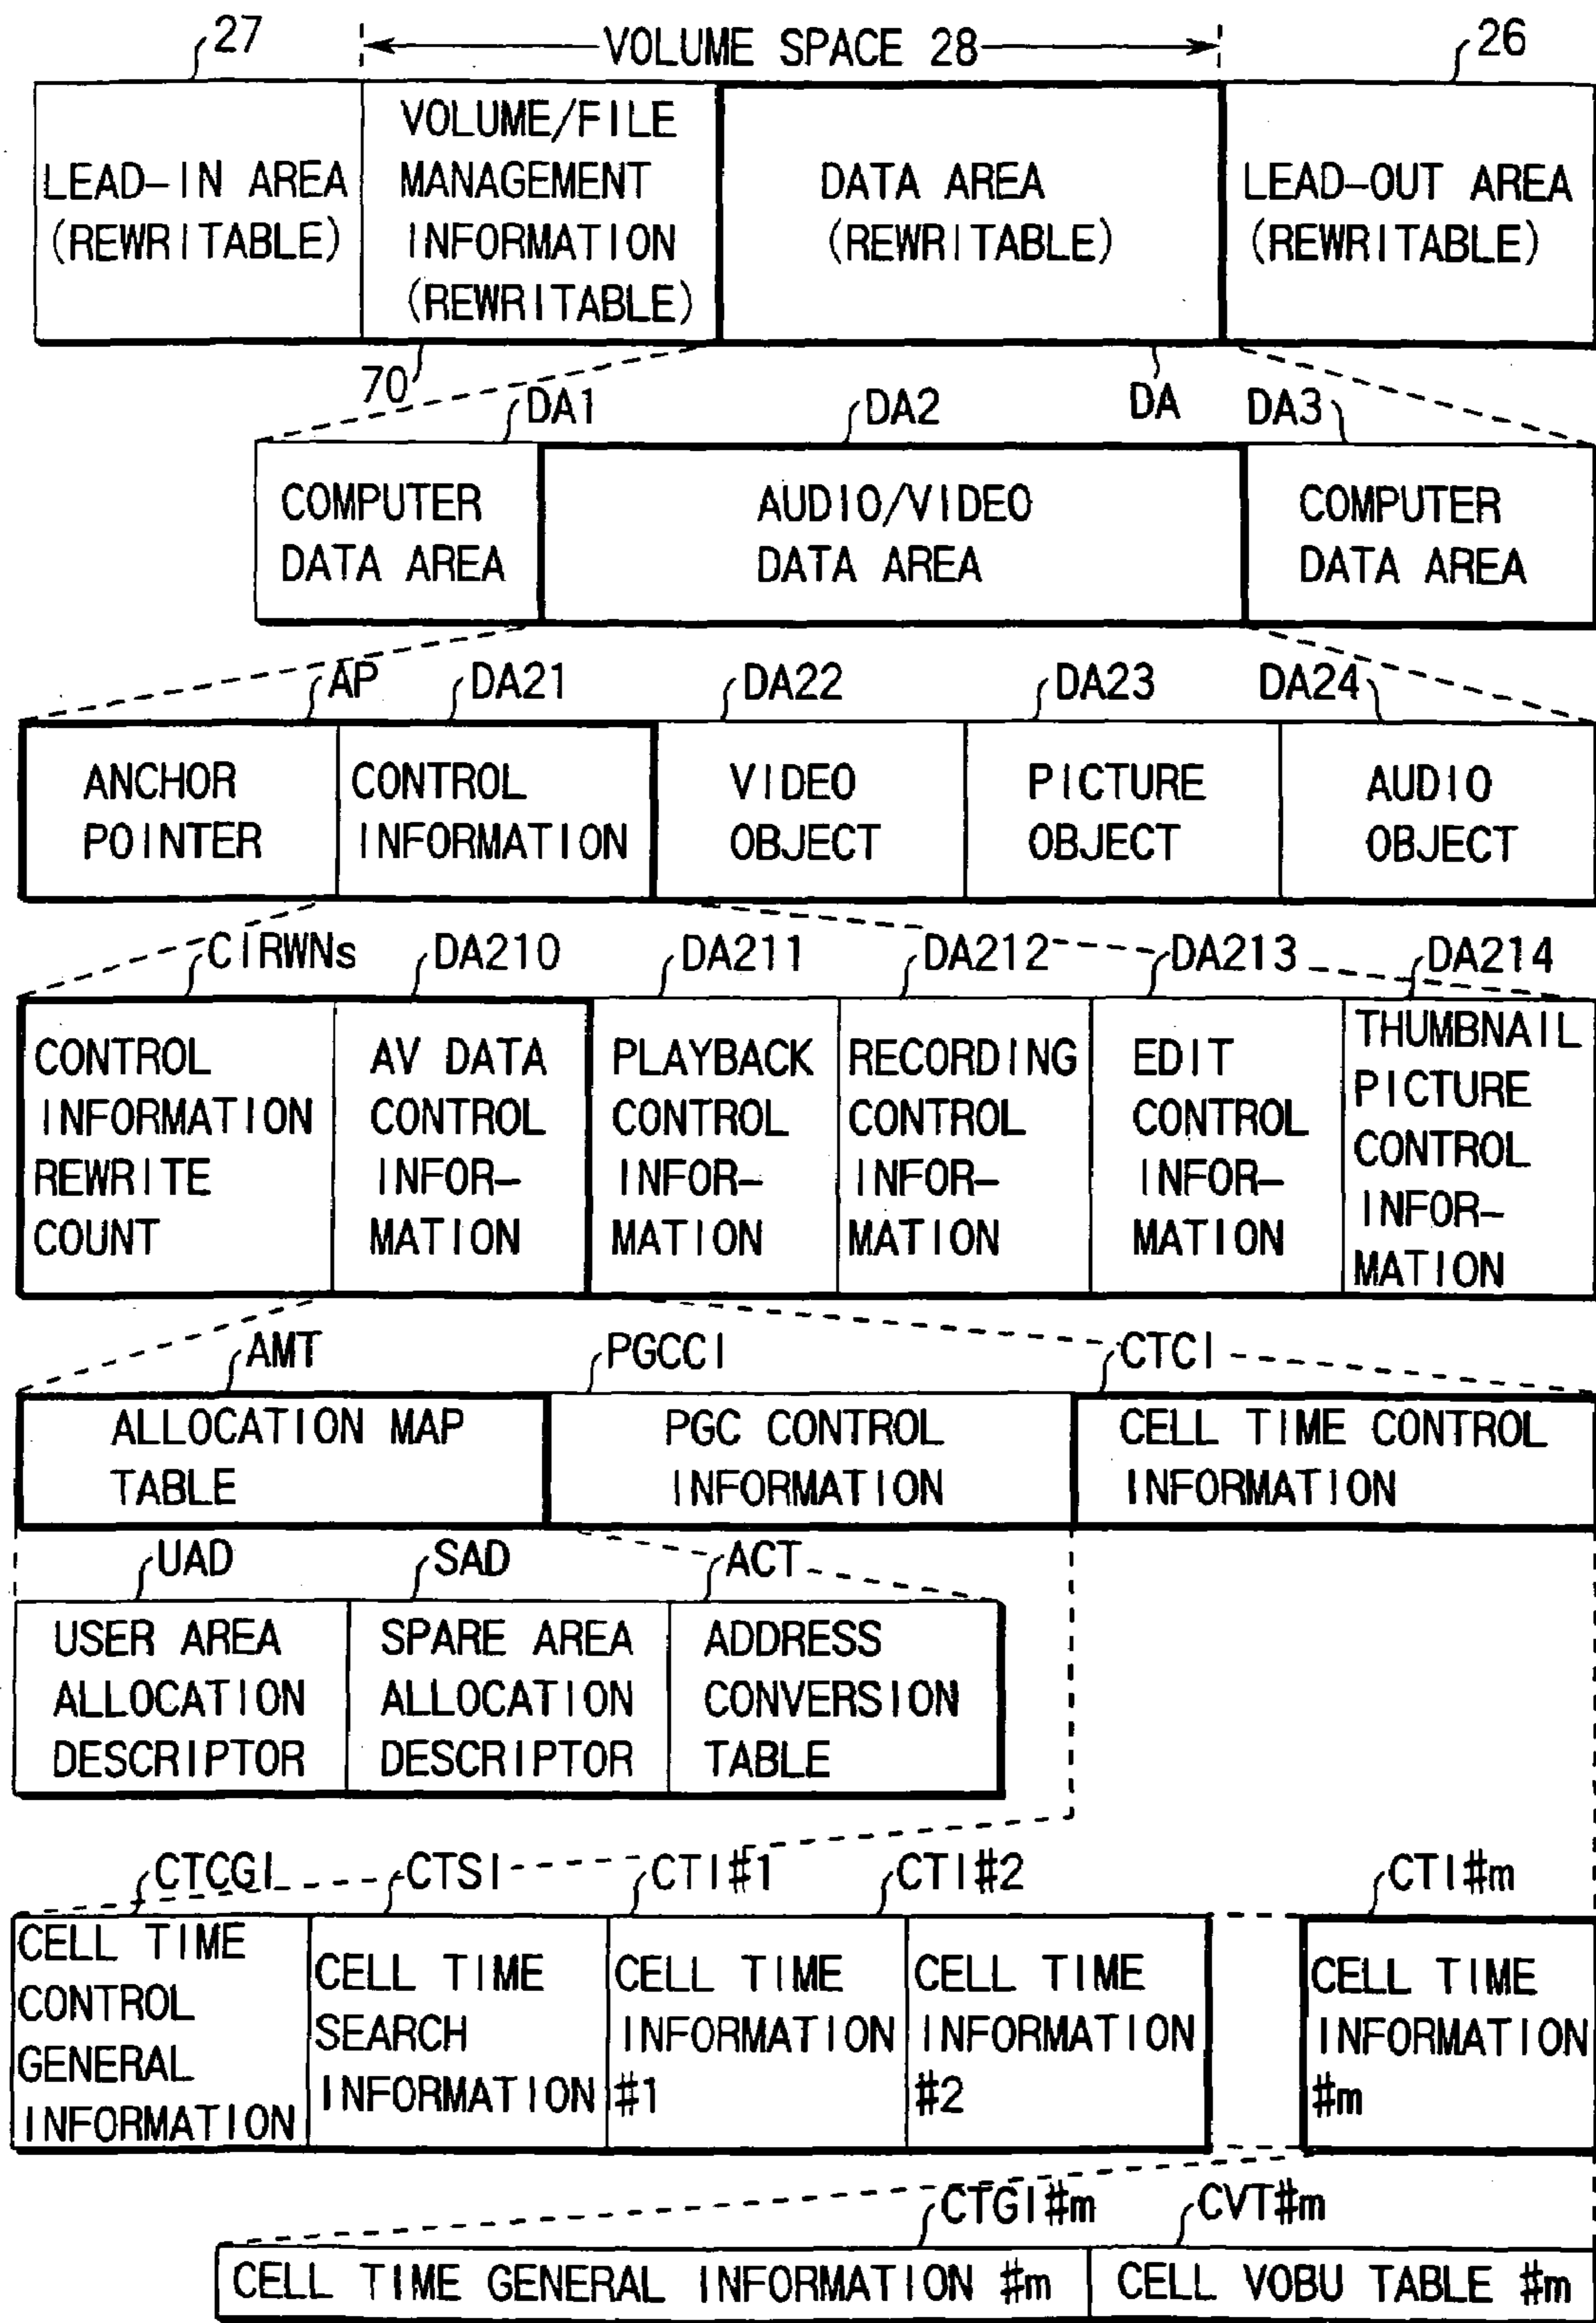 27
VOLUME SPACE 28
26
LEAD-IN AREA
(REWRITABLE)
VOLUME/FILE
MANAGEMENT
INFORMATION
(REWRITABLE)
DATA AREA
(REWRITABLE)
LEAD-OUT AREA
(REWRITABLE)
70
DA
DA1
DA2
DA3
COMPUTER
DATA AREA
AUDIO/VIDEO
DATA AREA
COMPUTER
DATA AREA
AP
DA21
DA22
DA23
DA24
ANCHOR
POINTER
CONTROL
INFORMATION
VIDEO
OBJECT
PICTURE
OBJECT
AUDIO
OBJECT
CIRWNs
DA210
DA211
DA212
DA213
DA214
CONTROL
INFORMATION
REWRITE
COUNT
AV DATA
CONTROL
INFOR-
MATION
PLAYBACK
CONTROL
INFOR-
MATION
RECORDING
CONTROL
INFOR-
MATION
EDIT
CONTROL
INFOR-
MATION
THUMBNAIL
PICTURE
CONTROL
INFOR-
MATION
AMT
PGCCI
CTCI
ALLOCATION MAP
TABLE
PGC CONTROL
INFORMATION
CELL TIME CONTROL
INFORMATION
UAD
SAD
ACT
USER AREA
ALLOCATION
DESCRIPTOR
SPARE AREA
ALLOCATION
DESCRIPTOR
ADDRESS
CONVERSION
TABLE
CTCGI
CTSI
CTI#1
CTI#2
CTI#m
CELL TIME
CONTROL
GENERAL
INFORMATION
CELL TIME
SEARCH
INFORMATION
CELL TIME
INFORMATION
#1
CELL TIME
INFORMATION
#2
CELL TIME
INFORMATION
#m
CTGI#m
CVT#m
CELL TIME GENERAL INFORMATION #m
CELL VOBU TABLE #m